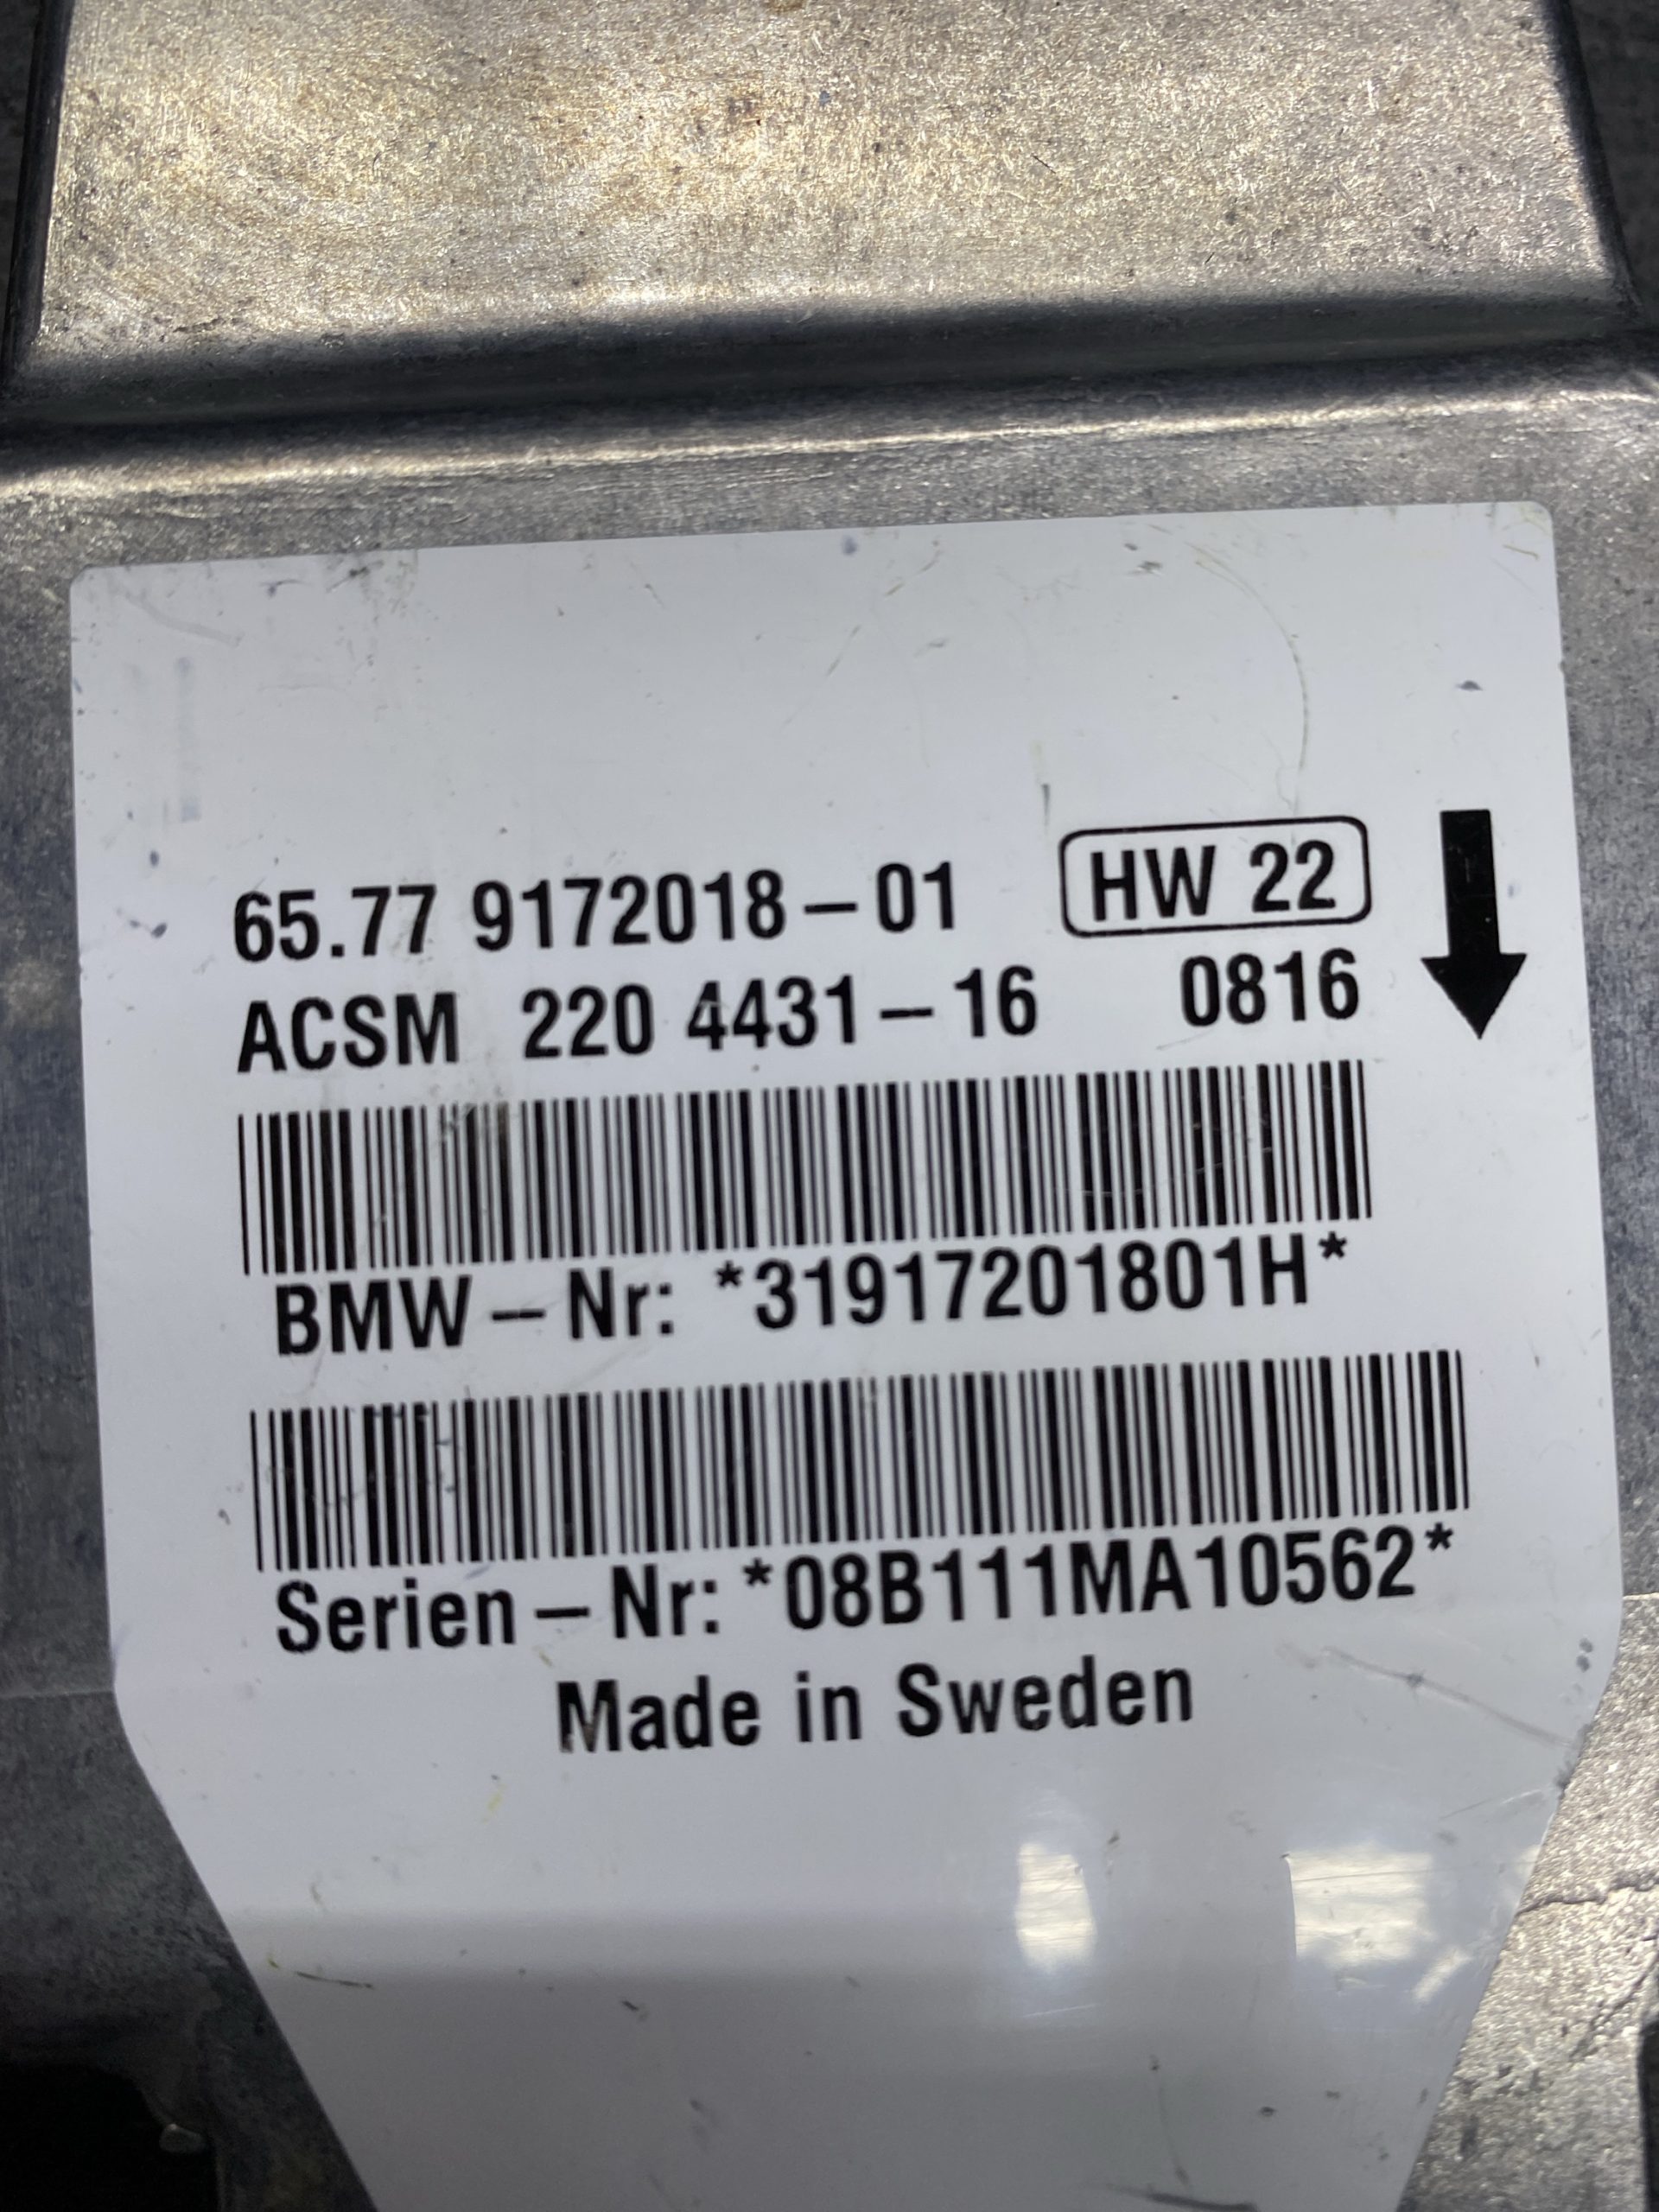 65.77 9172018-01 HW 22
ACSM 220 4431-16 0816
BMW-Nr: *31917201801H*
Serien-Nr: *08B111MA10562*
Made in Sweden